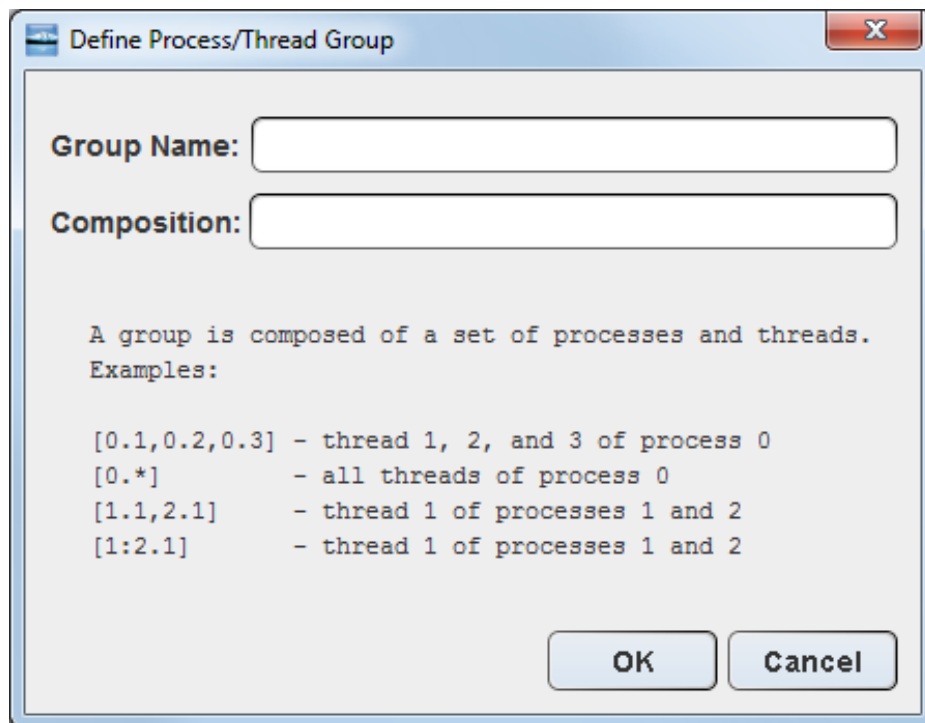 Define Process/Thread Group
Group Name:
Composition:
A group is composed of a set of processes and threads.
Examples:
[0.1,0.2,0.3] - thread 1, 2, and 3 of process 0
[0.*] - all threads of process 0
[1.1,2.1] - thread 1 of processes 1 and 2
[1:2.1] - thread 1 of processes 1 and 2
OK Cancel